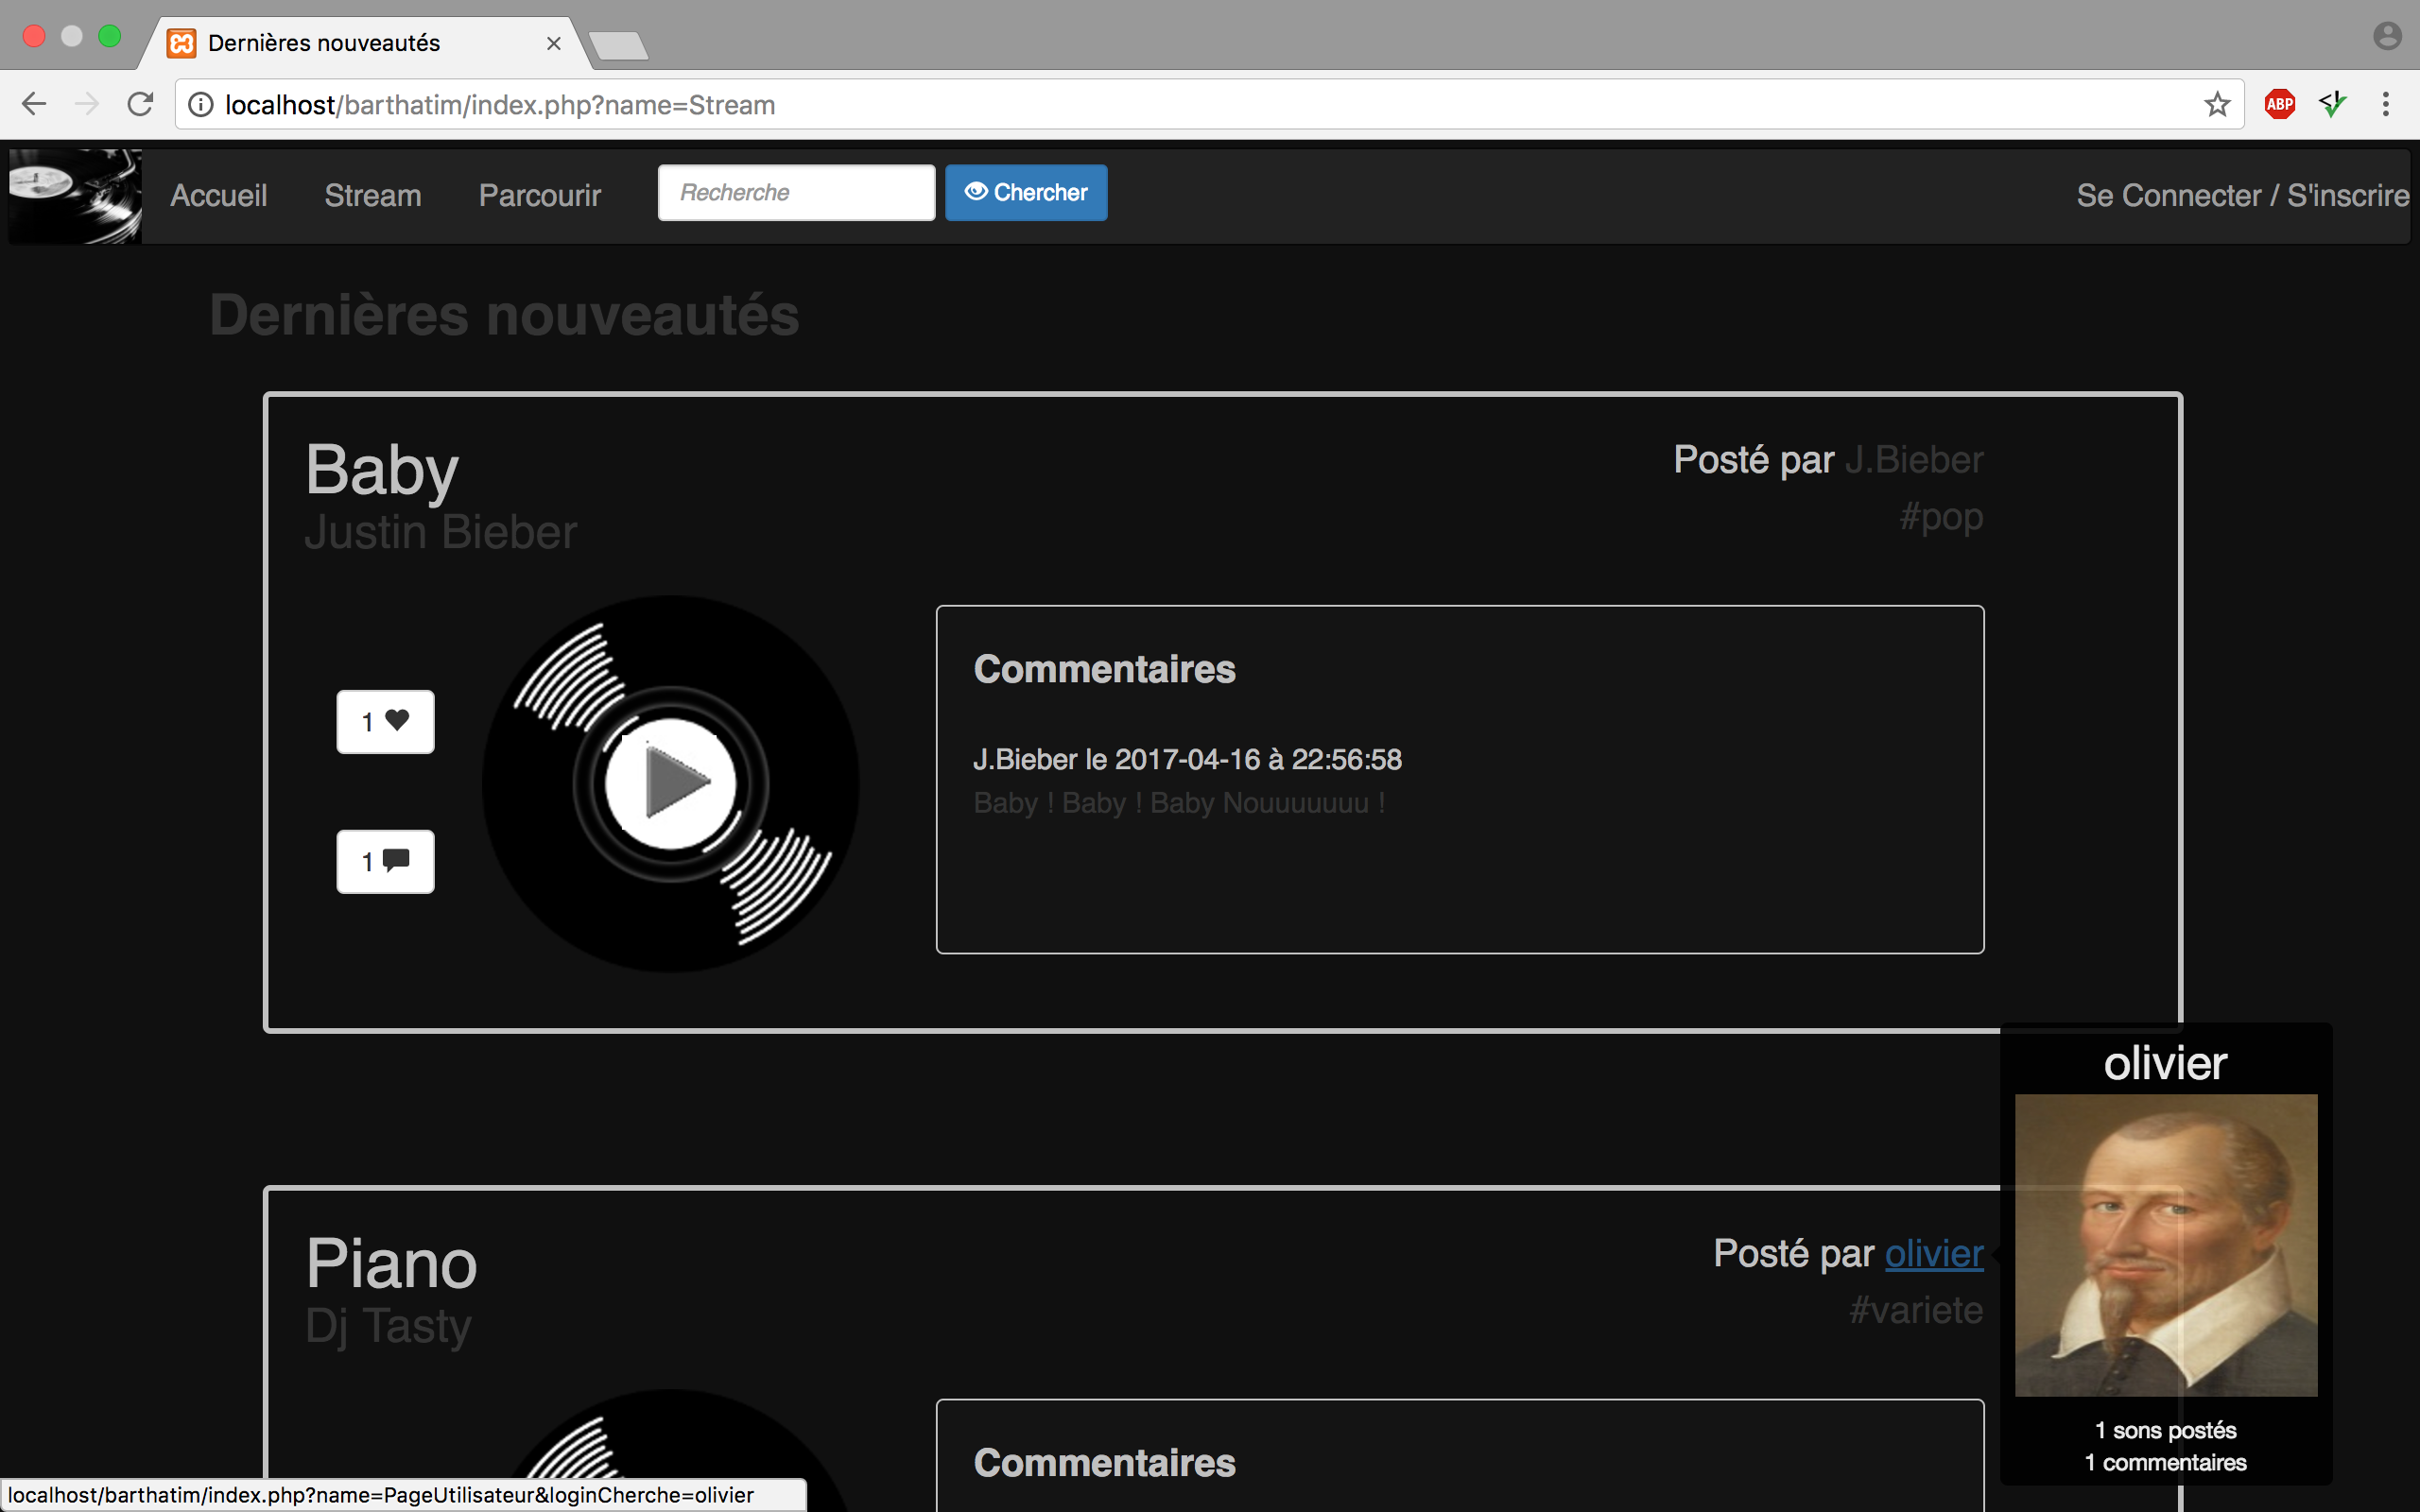 Dernières nouveautés
localhost/barthatim/index.php?name=Stream
ABP
Accueil
Stream
Parcourir
Recherche
Chercher
Se Connecter / S'inscrire
Dernières nouveautés
Baby
Posté par J.Bieber
Justin Bieber
#pop
Commentaires
1
J.Bieber le 2017-04-16 à 22:56:58
Baby ! Baby ! Baby Nouuuuuuu !
1
olivier
Piano
Posté par olivier
Dj Tasty
#variete
1 sons postés
1 commentaires
Commentaires
localhost/barthatim/index.php?name=PageUtilisateur&loginCherche=olivier